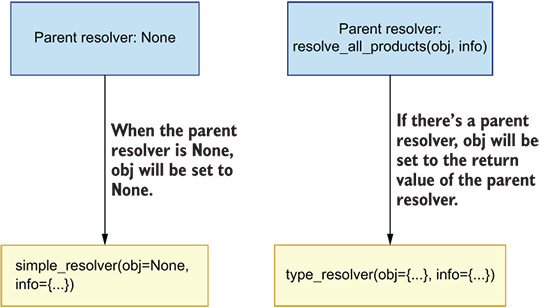 Parent resolver: None
When the parent
resolver is None,
obj will be set to
None.
simple_resolver(obj=None,
info={...})
Parent resolver:
resolve_all_products(obj, info)
If there's a parent
resolver, obj will be
set to the return
value of the parent
resolver.
type_resolver(obj={...}, info={...})